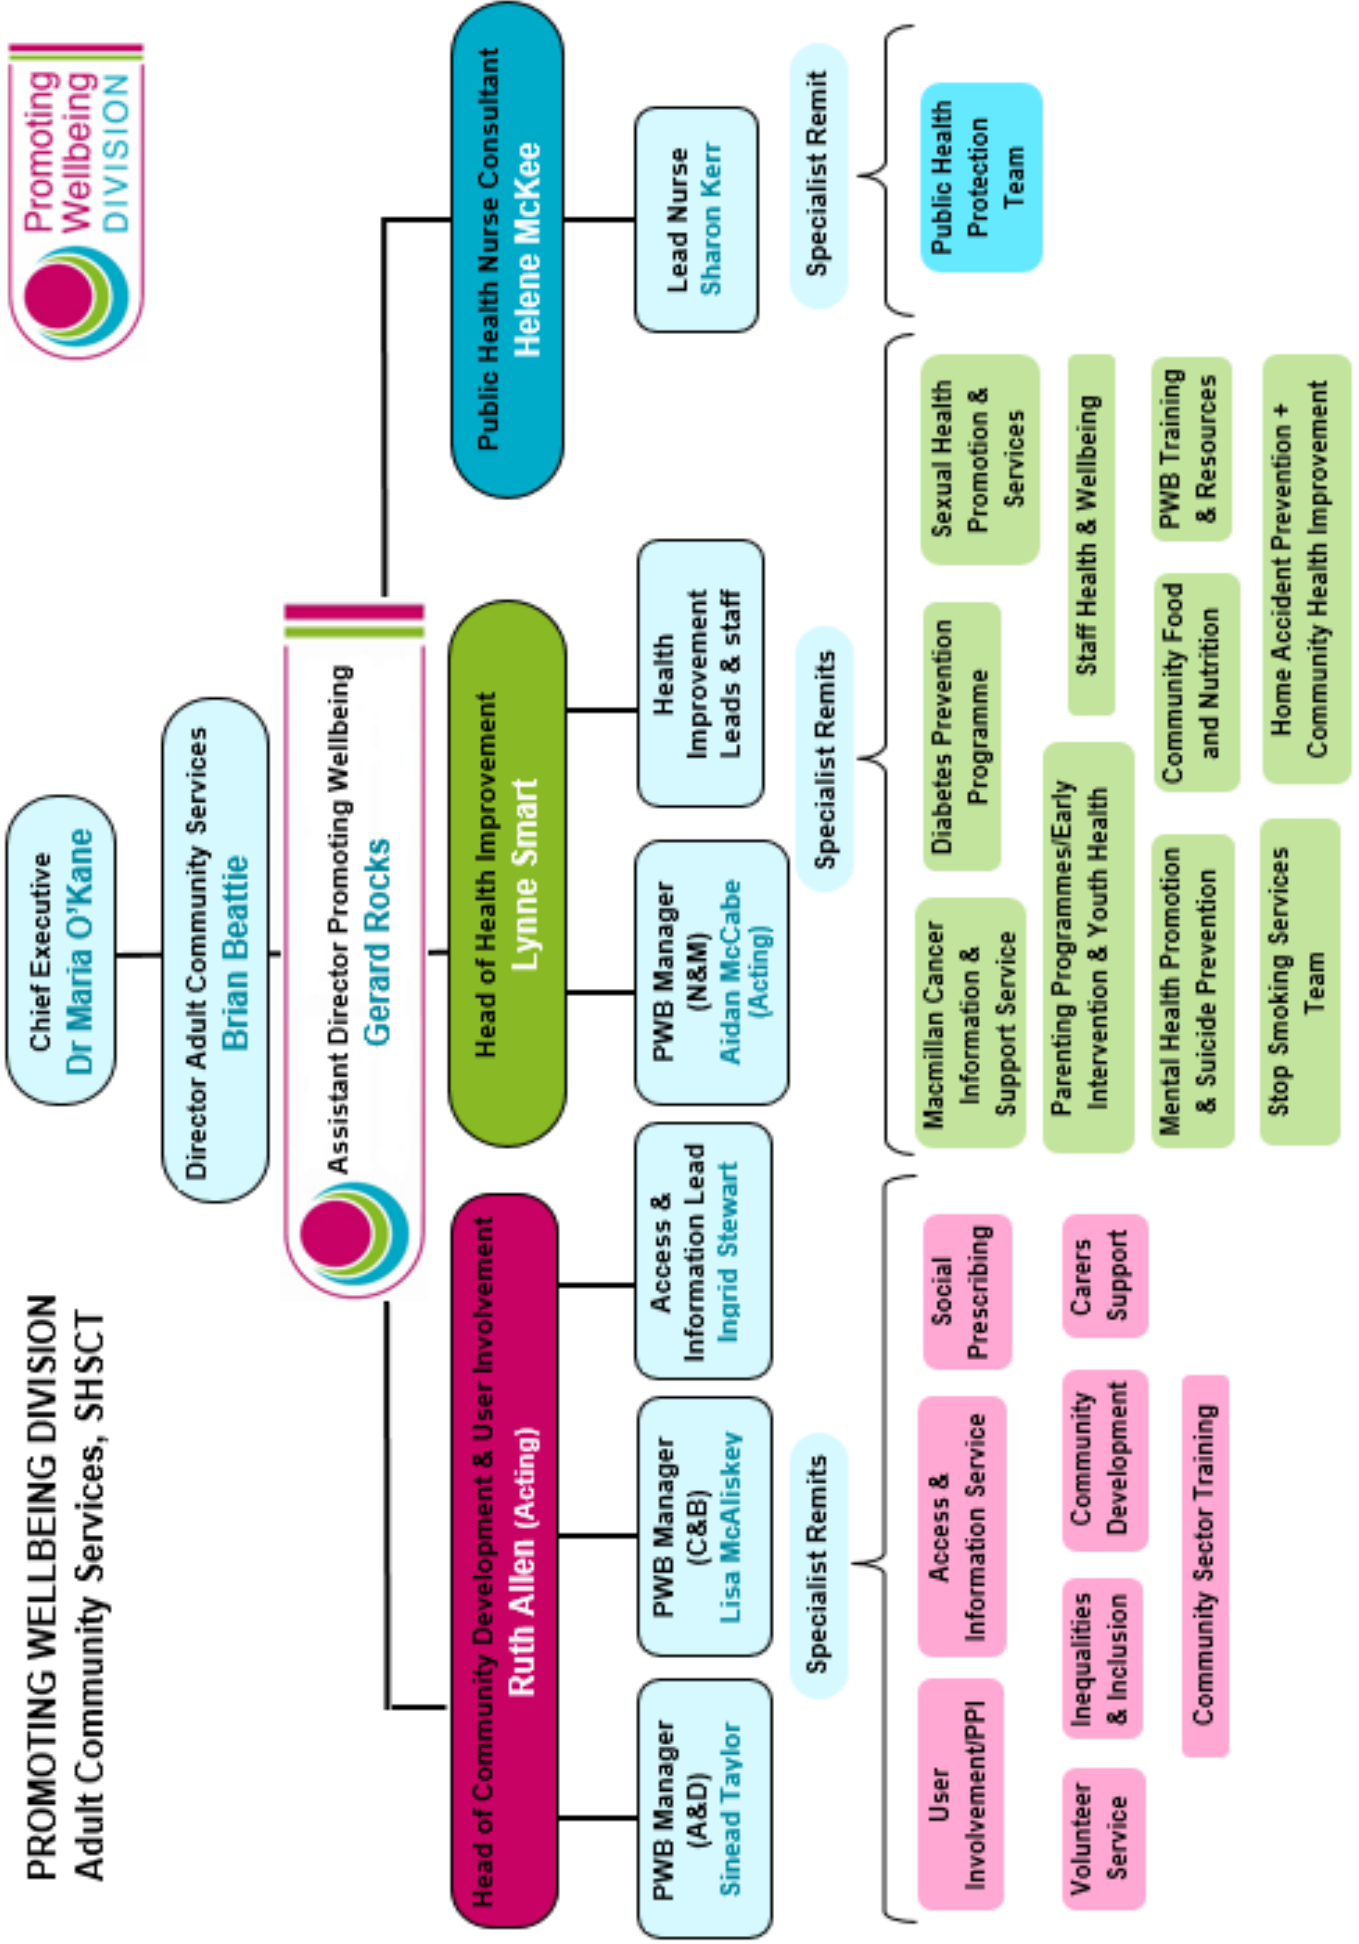 PROMOTING WELLBEING DIVISION
Adult Community Services, SHSCT
Promoting
Wellbeing
DIVISION
Chief Executive
Dr Maria O'Kane
Director Adult Community Services
Brian Beattie
Assistant Director Promoting Wellbeing
Gerard Rocks
Head of Community Development & User Involvement
Ruth Allen (Acting)
Head of Health Improvement
Lynne Smart
Public Health Nurse Consultant
Helene McKee
PWB Manager
(A&D)
Sinead Taylor
PWB Manager
(C&B)
Lisa McAliskey
Access &
Information Lead
Ingrid Stewart
PWB Manager
(N&M)
Aidan McCabe
(Acting)
Health
Improvement
Leads & staff
Lead Nurse
Sharon Kerr
Specialist Remits
User
Involvement/PPI
Access &
Information Service
Social
Prescribing
Volunteer
Service
Inequalities
& Inclusion
Community
Development
Carers
Support
Community Sector Training
Specialist Remits
Macmillan Cancer
Information &
Support Service
Diabetes Prevention
Programme
Sexual Health
Promotion &
Services
Parenting Programmes/Early
Intervention & Youth Health
Staff Health & Wellbeing
Mental Health Promotion
& Suicide Prevention
Community Food
and Nutrition
PWB Training
& Resources
Stop Smoking Services
Team
Home Accident Prevention +
Community Health Improvement
Specialist Remit
Public Health
Protection
Team